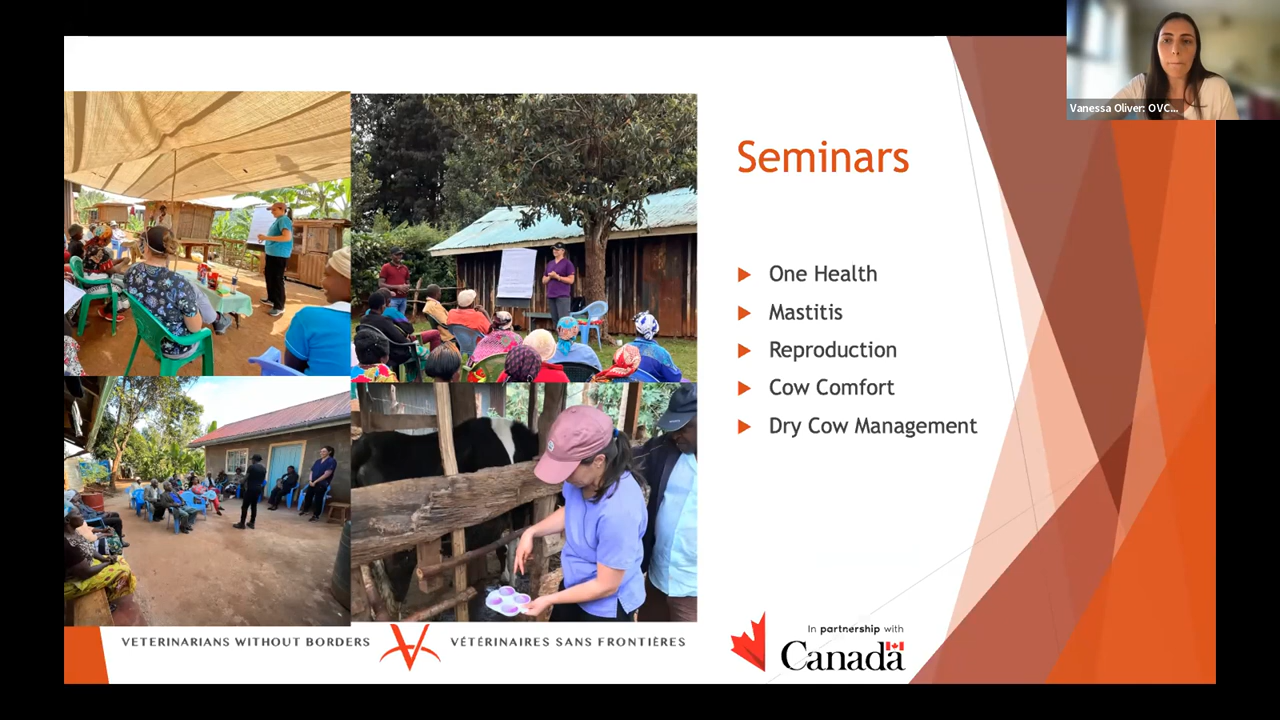 Vanessa Oliver: OVC...
Seminars
One Health
Mastitis
Reproduction
Cow Comfort
Dry Cow Management
VETERINARIANS WITHOUT BORDERS
VÉTÉRINAIRES SANS FRONTIÈRES
In partnership with
Canada